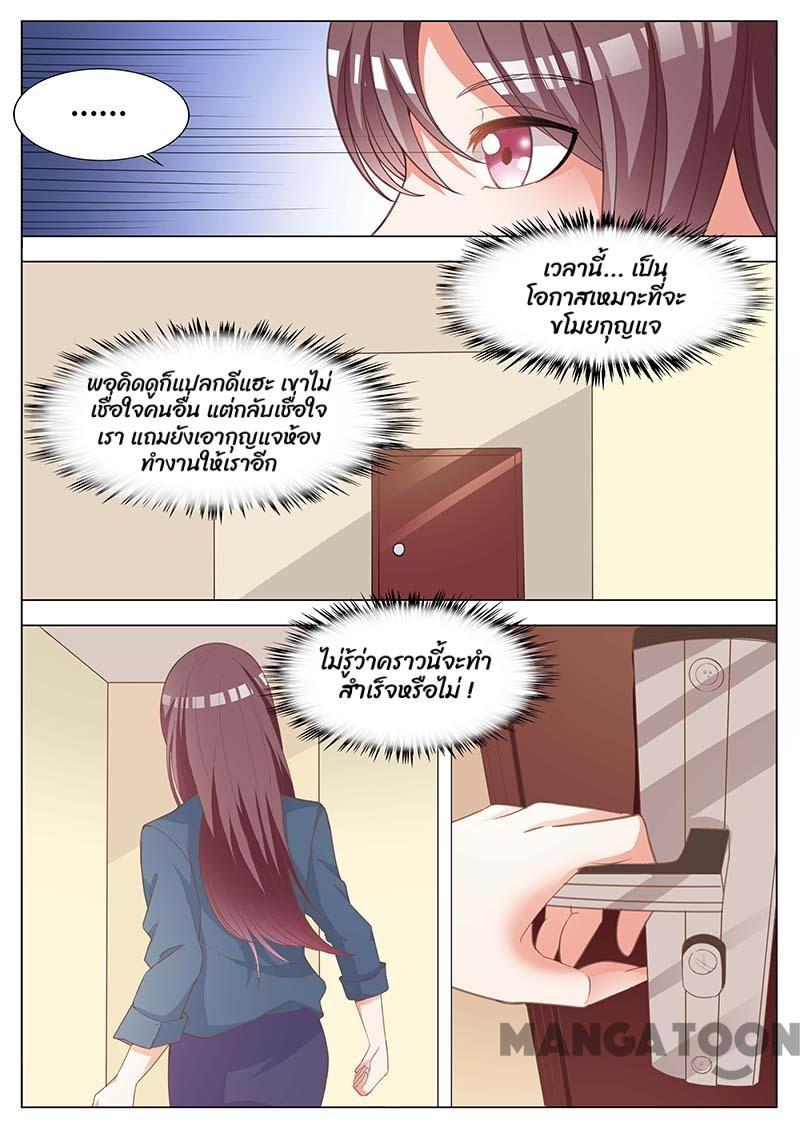 ......
เวลานี้... เป็น
โอกาสเหมาะที่จะ
ขโมยกุญแจ
พอคิดดูก็แปลกดีแฮะ เขาไม่
เชื่อใจคนอื่น แต่กลับเชื่อใจ
เรา แถมยังเอากุญแจห้อง
ทำงานให้เราอีก
ไม่รู้ว่าคราวนี้จะทำ
สำเร็จหรือไม่ !
MANGATOON